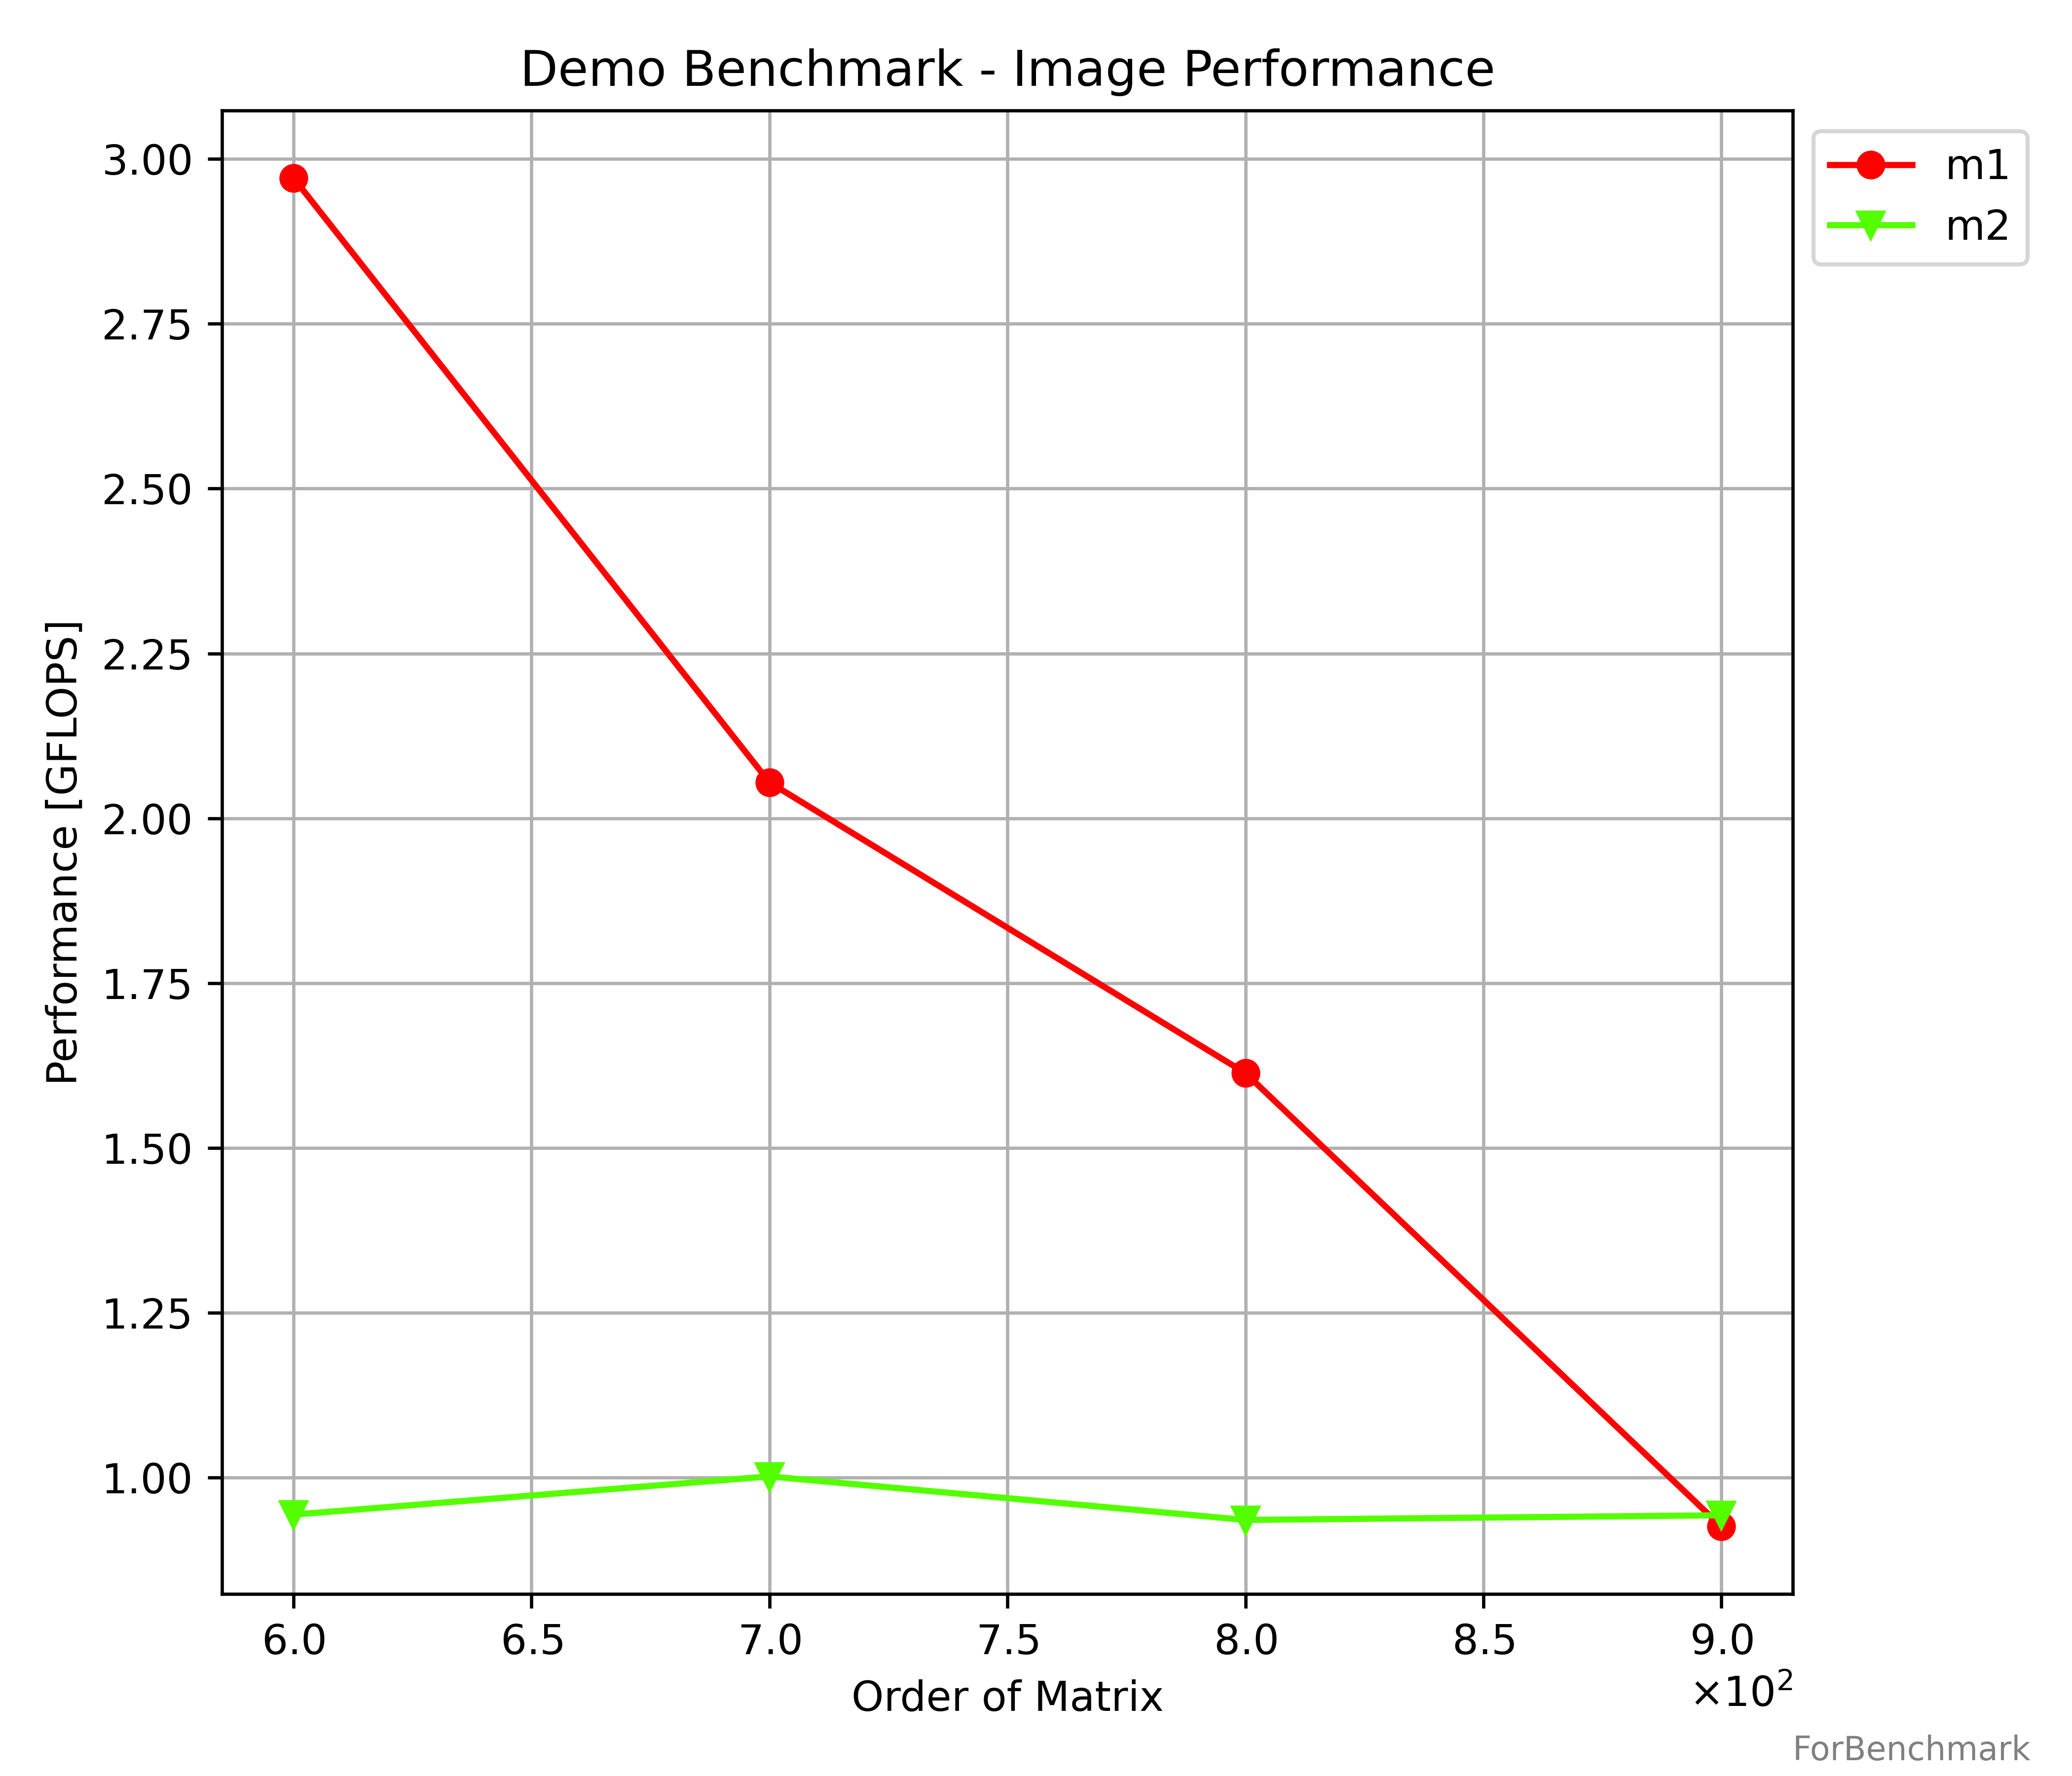 Demo Benchmark - Image Performance
m1
m2
3.00
2.75
2.50
2.25
2.00
1.75
1.50
1.25
1.00
Performance [GFLOPS]
6.0 6.5 7.0 7.5 8.0 8.5 9.0
×10²
Order of Matrix
ForBenchmark